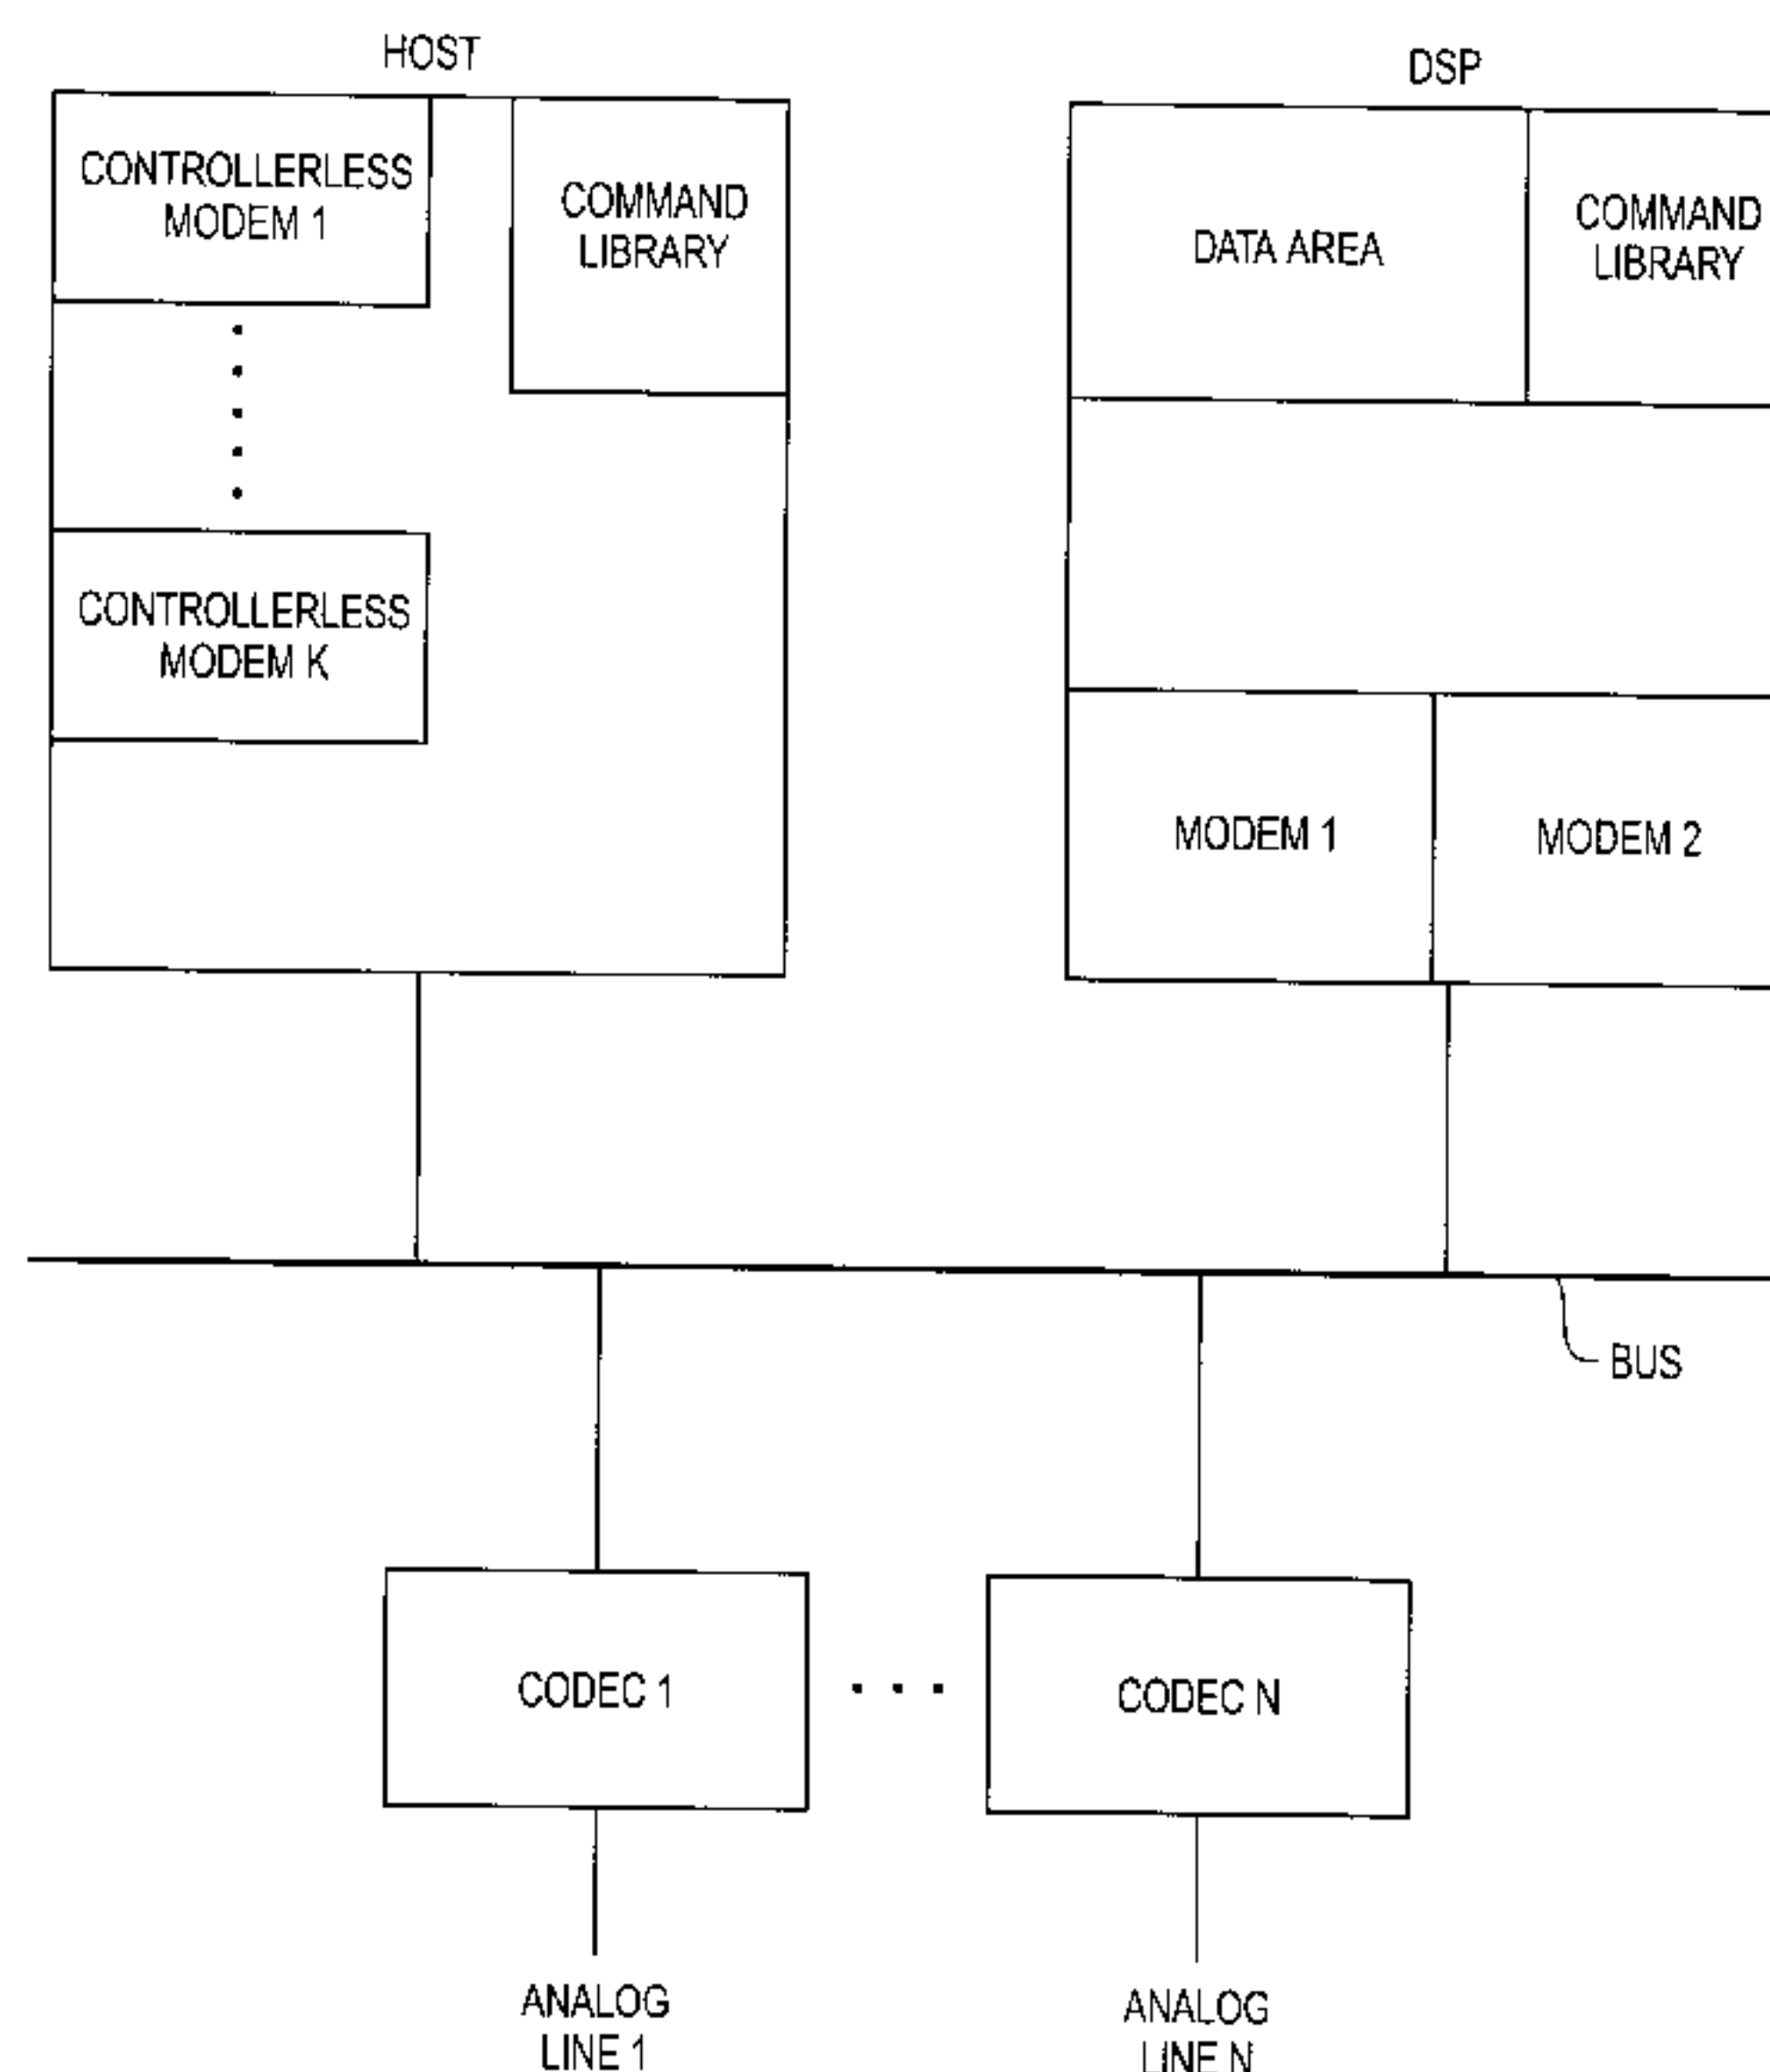 HOST
CONTROLLERLESS
MODEM 1
COMMAND
LIBRARY
CONTROLLERLESS
MODEM K
DSP
DATA AREA
COMMAND
LIBRARY
MODEM 1
MODEM 2
BUS
CODEC 1
CODEC N
ANALOG
LINE 1
ANALOG
LINE N